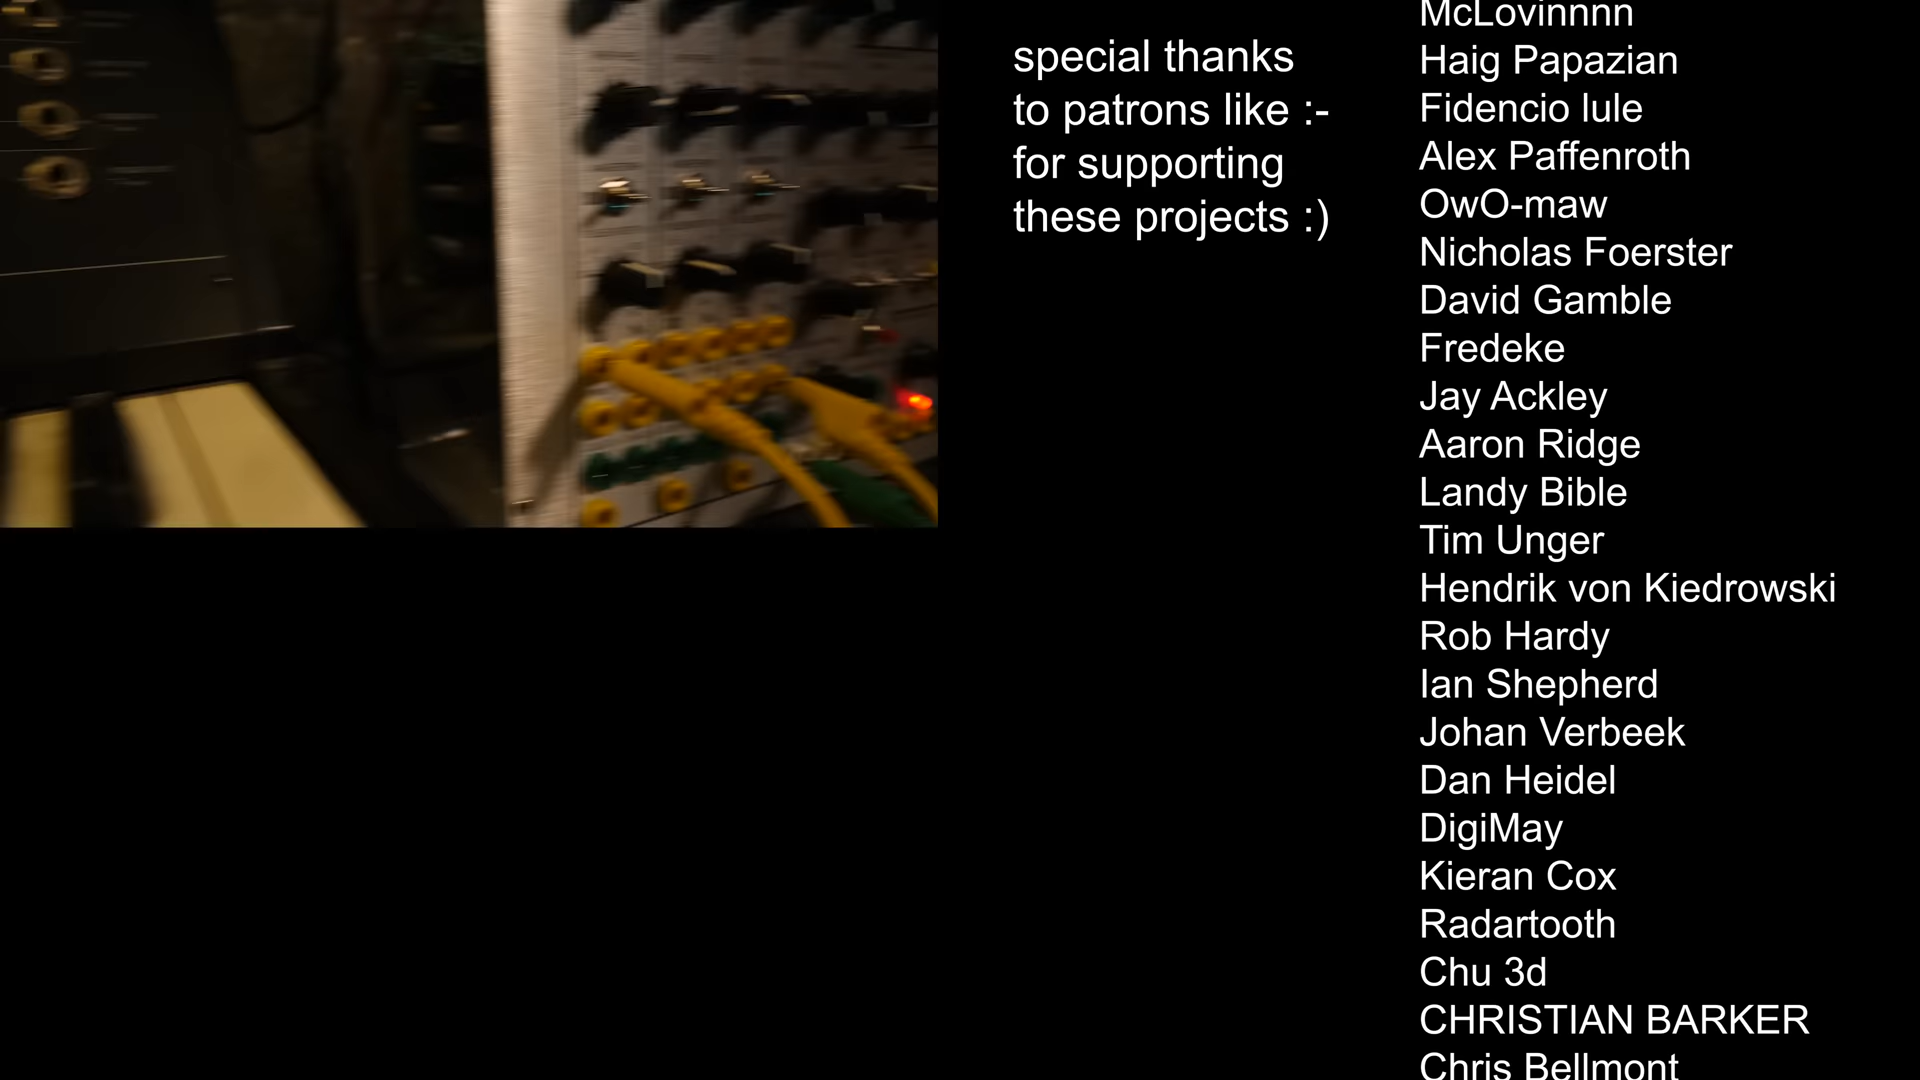 special thanks
to patrons like :-
for supporting
these projects :)
McLovinnnn
Haig Papazian
Fidencio Iule
Alex Paffenroth
OwO-maw
Nicholas Foerster
David Gamble
Fredeke
Jay Ackley
Aaron Ridge
Landy Bible
Tim Unger
Hendrik von Kiedrowski
Rob Hardy
Ian Shepherd
Johan Verbeek
Dan Heidel
DigiMay
Kieran Cox
Radartooth
Chu 3d
CHRISTIAN BARKER
Chris Bellmont